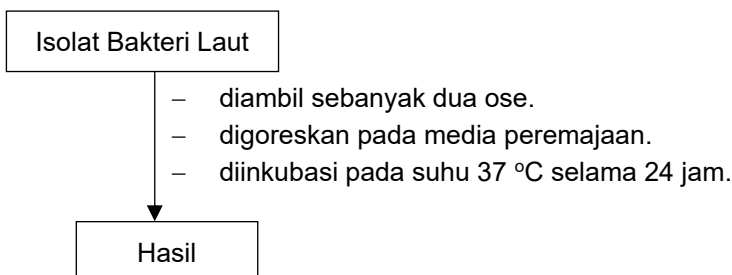 Isolat Bakteri Laut
– diambil sebanyak dua ose.
– digoreskan pada media peremajaan.
– diinkubasi pada suhu 37 ᵒC selama 24 jam.
Hasil